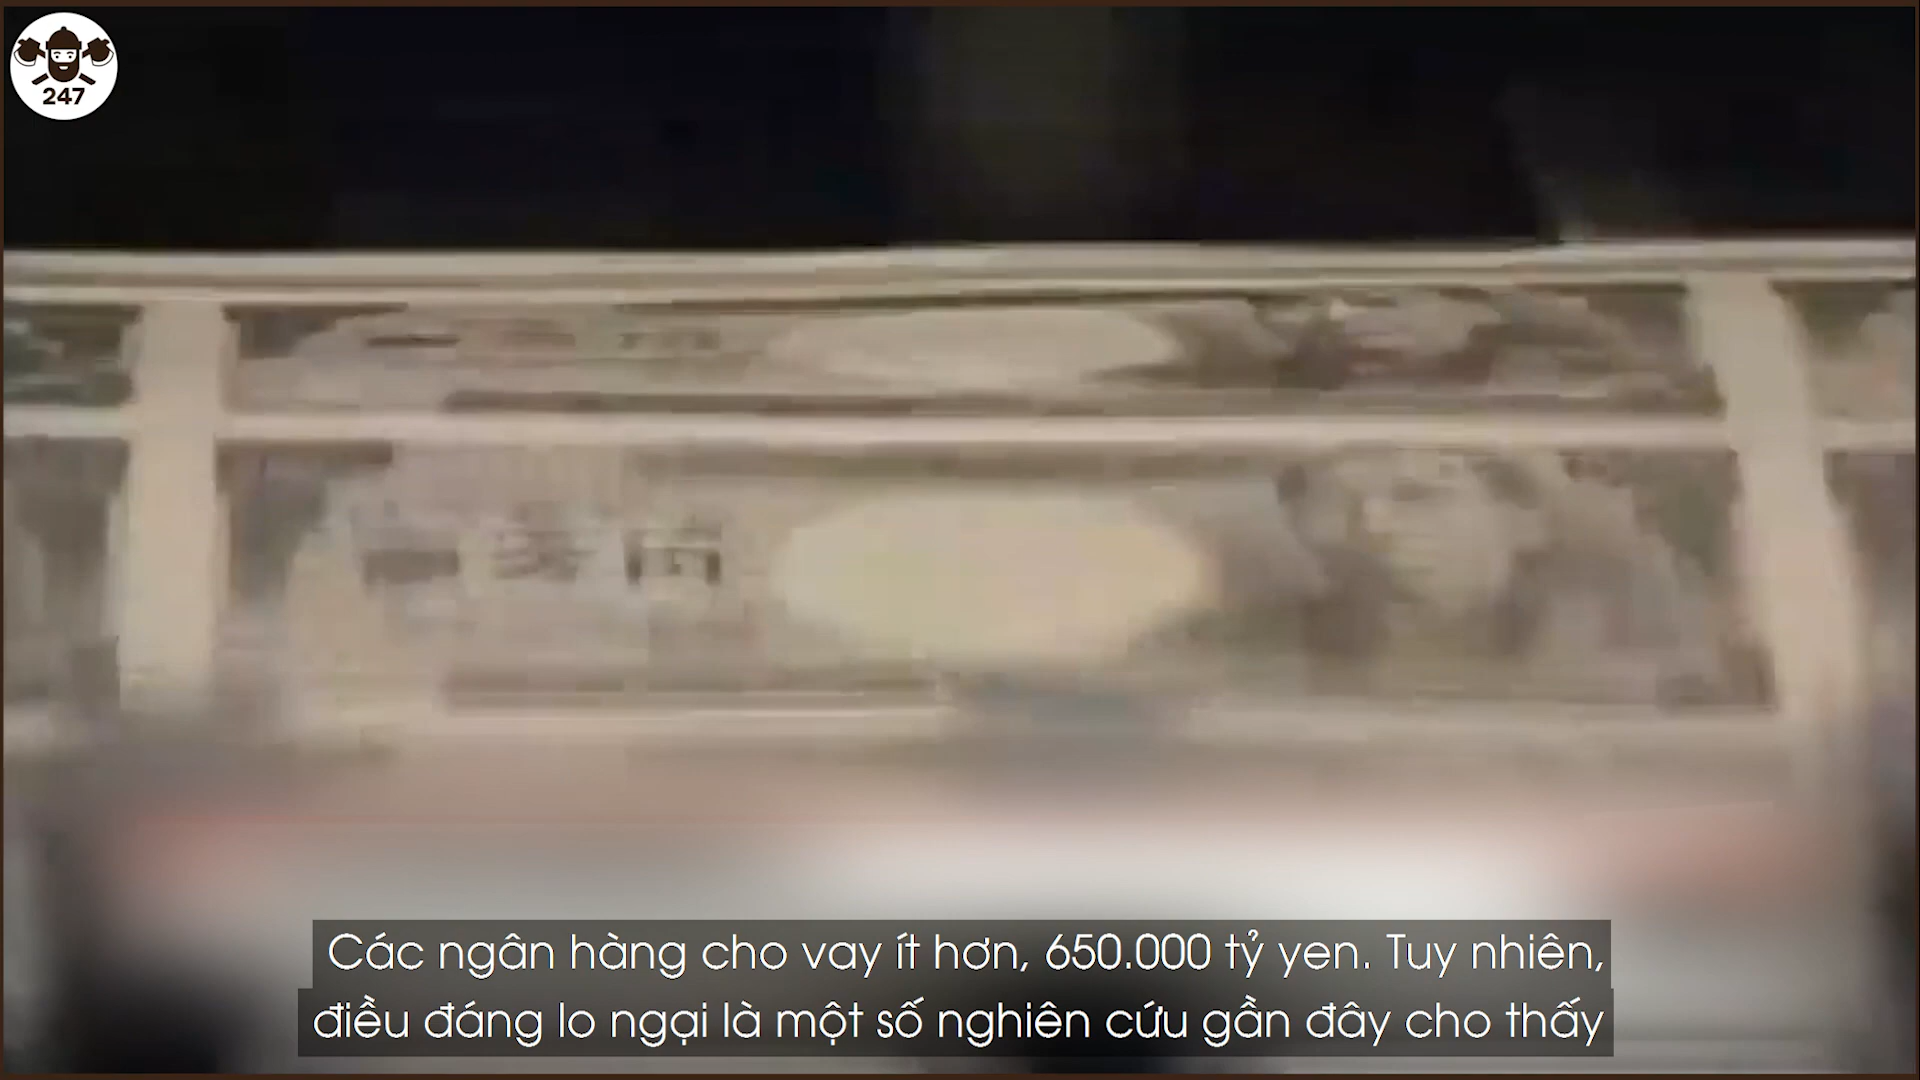 247
Các ngân hàng cho vay ít hơn, 650.000 tỷ yen. Tuy nhiên,
điều đáng lo ngại là một số nghiên cứu gần đây cho thấy